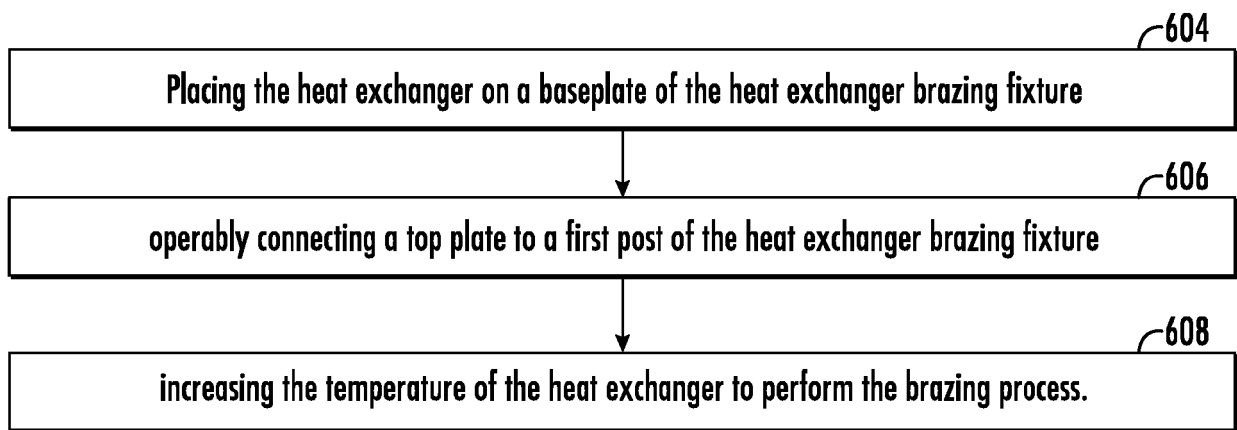 604
Placing the heat exchanger on a baseplate of the heat exchanger brazing fixture
606
operably connecting a top plate to a first post of the heat exchanger brazing fixture
608
increasing the temperature of the heat exchanger to perform the brazing process.